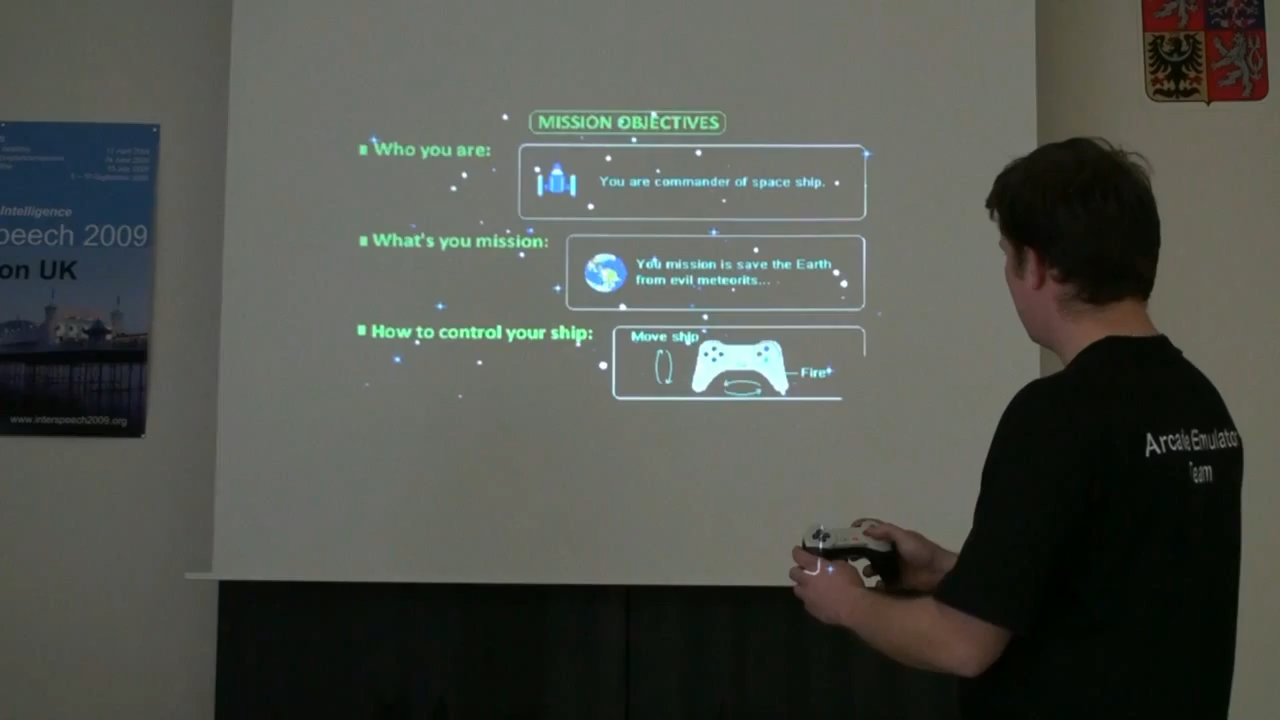 MISSION OBJECTIVES
Who you are:
You are commander of space ship.
What's you mission:
You mission is save the Earth
from evil meteorits...
How to control your ship:
Move ship
Fire
Intelligence
peech 2009
on UK
www.interspeech2009.org
Arcade Emulator
Team